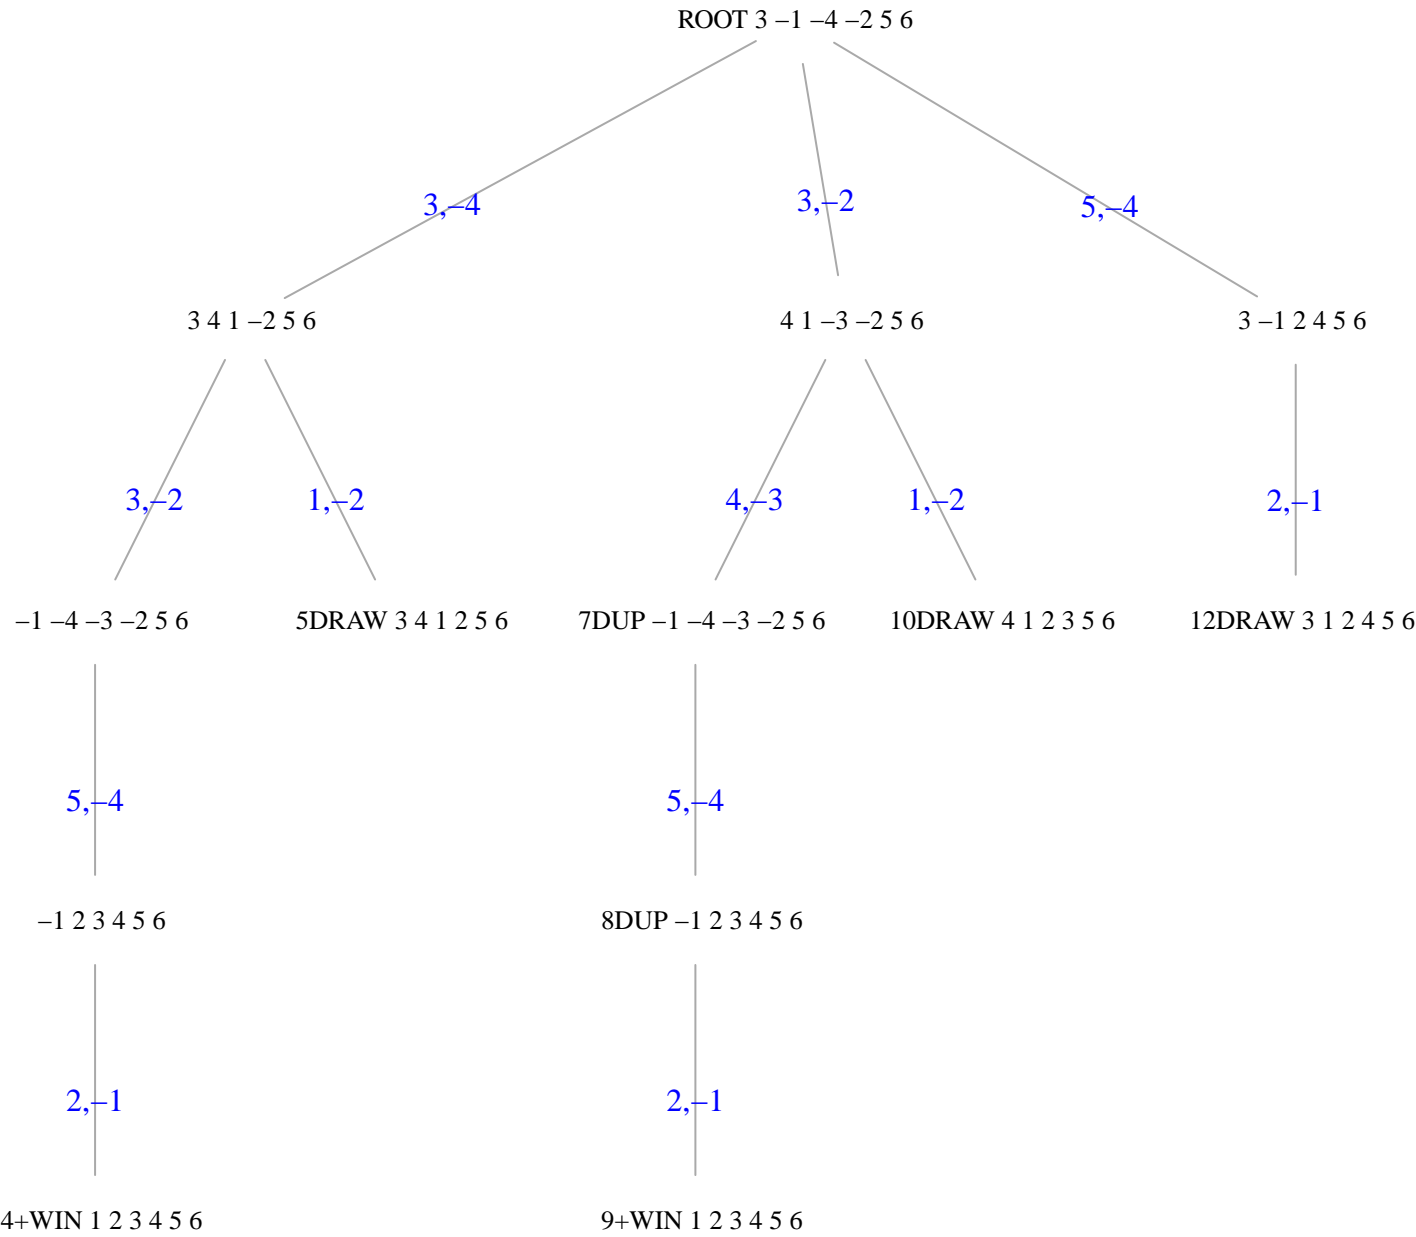 ROOT 3 –1 –4 –2 5 6
3,–4
3,–2
5,–4
3 4 1 –2 5 6
4 1 –3 –2 5 6
3 –1 2 4 5 6
3,–2
1,–2
4,–3
1,–2
2,–1
–1 –4 –3 –2 5 6
5DRAW 3 4 1 2 5 6
7DUP –1 –4 –3 –2 5 6
10DRAW 4 1 2 3 5 6
12DRAW 3 1 2 4 5 6
5,–4
5,–4
–1 2 3 4 5 6
8DUP –1 2 3 4 5 6
2,–1
2,–1
4+WIN 1 2 3 4 5 6
9+WIN 1 2 3 4 5 6